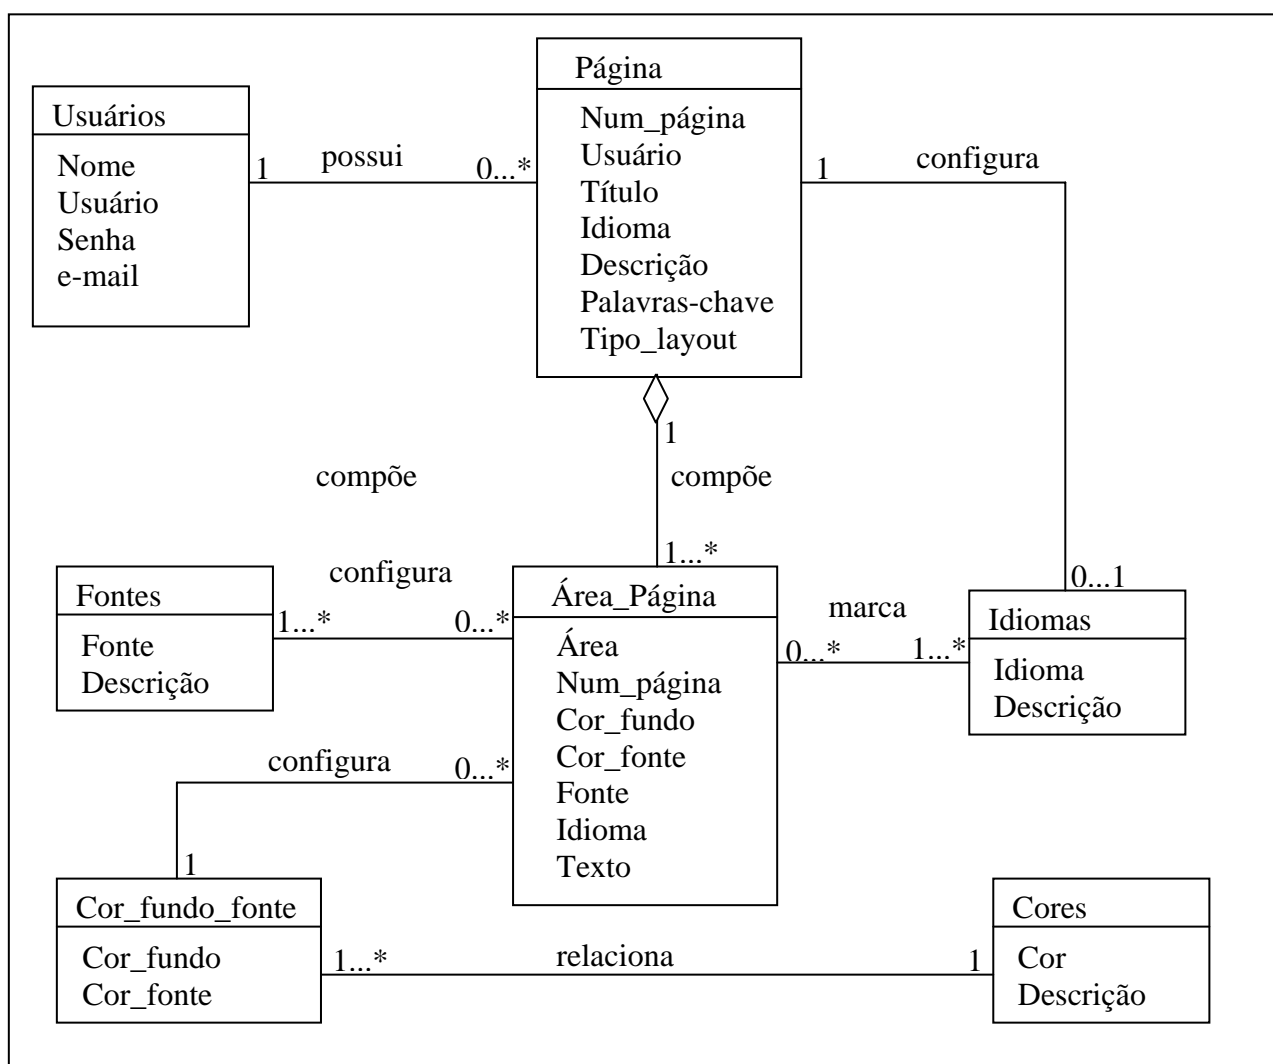 Página
Num_página
Usuário
Título
Idioma
Descrição
Palavras-chave
Tipo_layout
Usuários
Nome
Usuário
Senha
e-mail
1
possui
0...*
1
configura
1
compõe
compõe
1...*
0...1
Fontes
Fonte
Descrição
1...*
configura
0...*
Área_Página
Área
Num_página
Cor_fundo
Cor_fonte
Fonte
Idioma
Texto
0...*
marca
1...*
Idiomas
Idioma
Descrição
configura
0...*
1
Cor_fundo_fonte
Cor_fundo
Cor_fonte
1...*
relaciona
1
Cores
Cor
Descrição